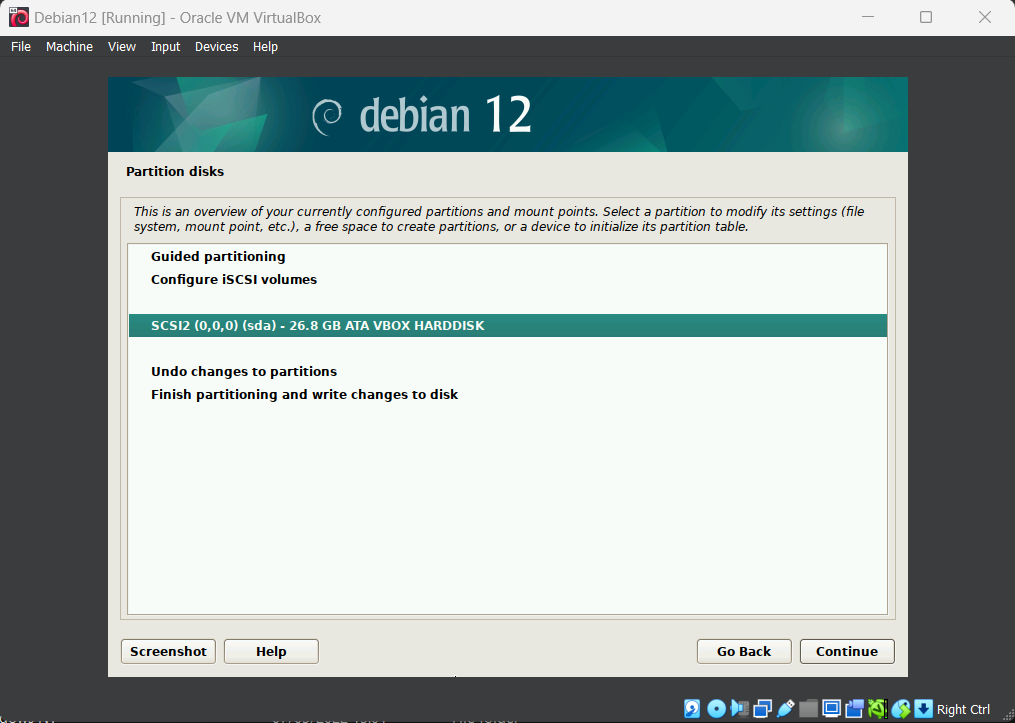 Debian12 [Running] - Oracle VM VirtualBox
File Machine View Input Devices Help
debian 12
Partition disks
This is an overview of your currently configured partitions and mount points. Select a partition to modify its settings (file
system, mount point, etc.), a free space to create partitions, or a device to initialize its partition table.
Guided partitioning
Configure iSCSI volumes
SCSI2 (0,0,0) (sda) - 26.8 GB ATA VBOX HARDDISK
Undo changes to partitions
Finish partitioning and write changes to disk
Screenshot Help Go Back Continue
Right Ctrl